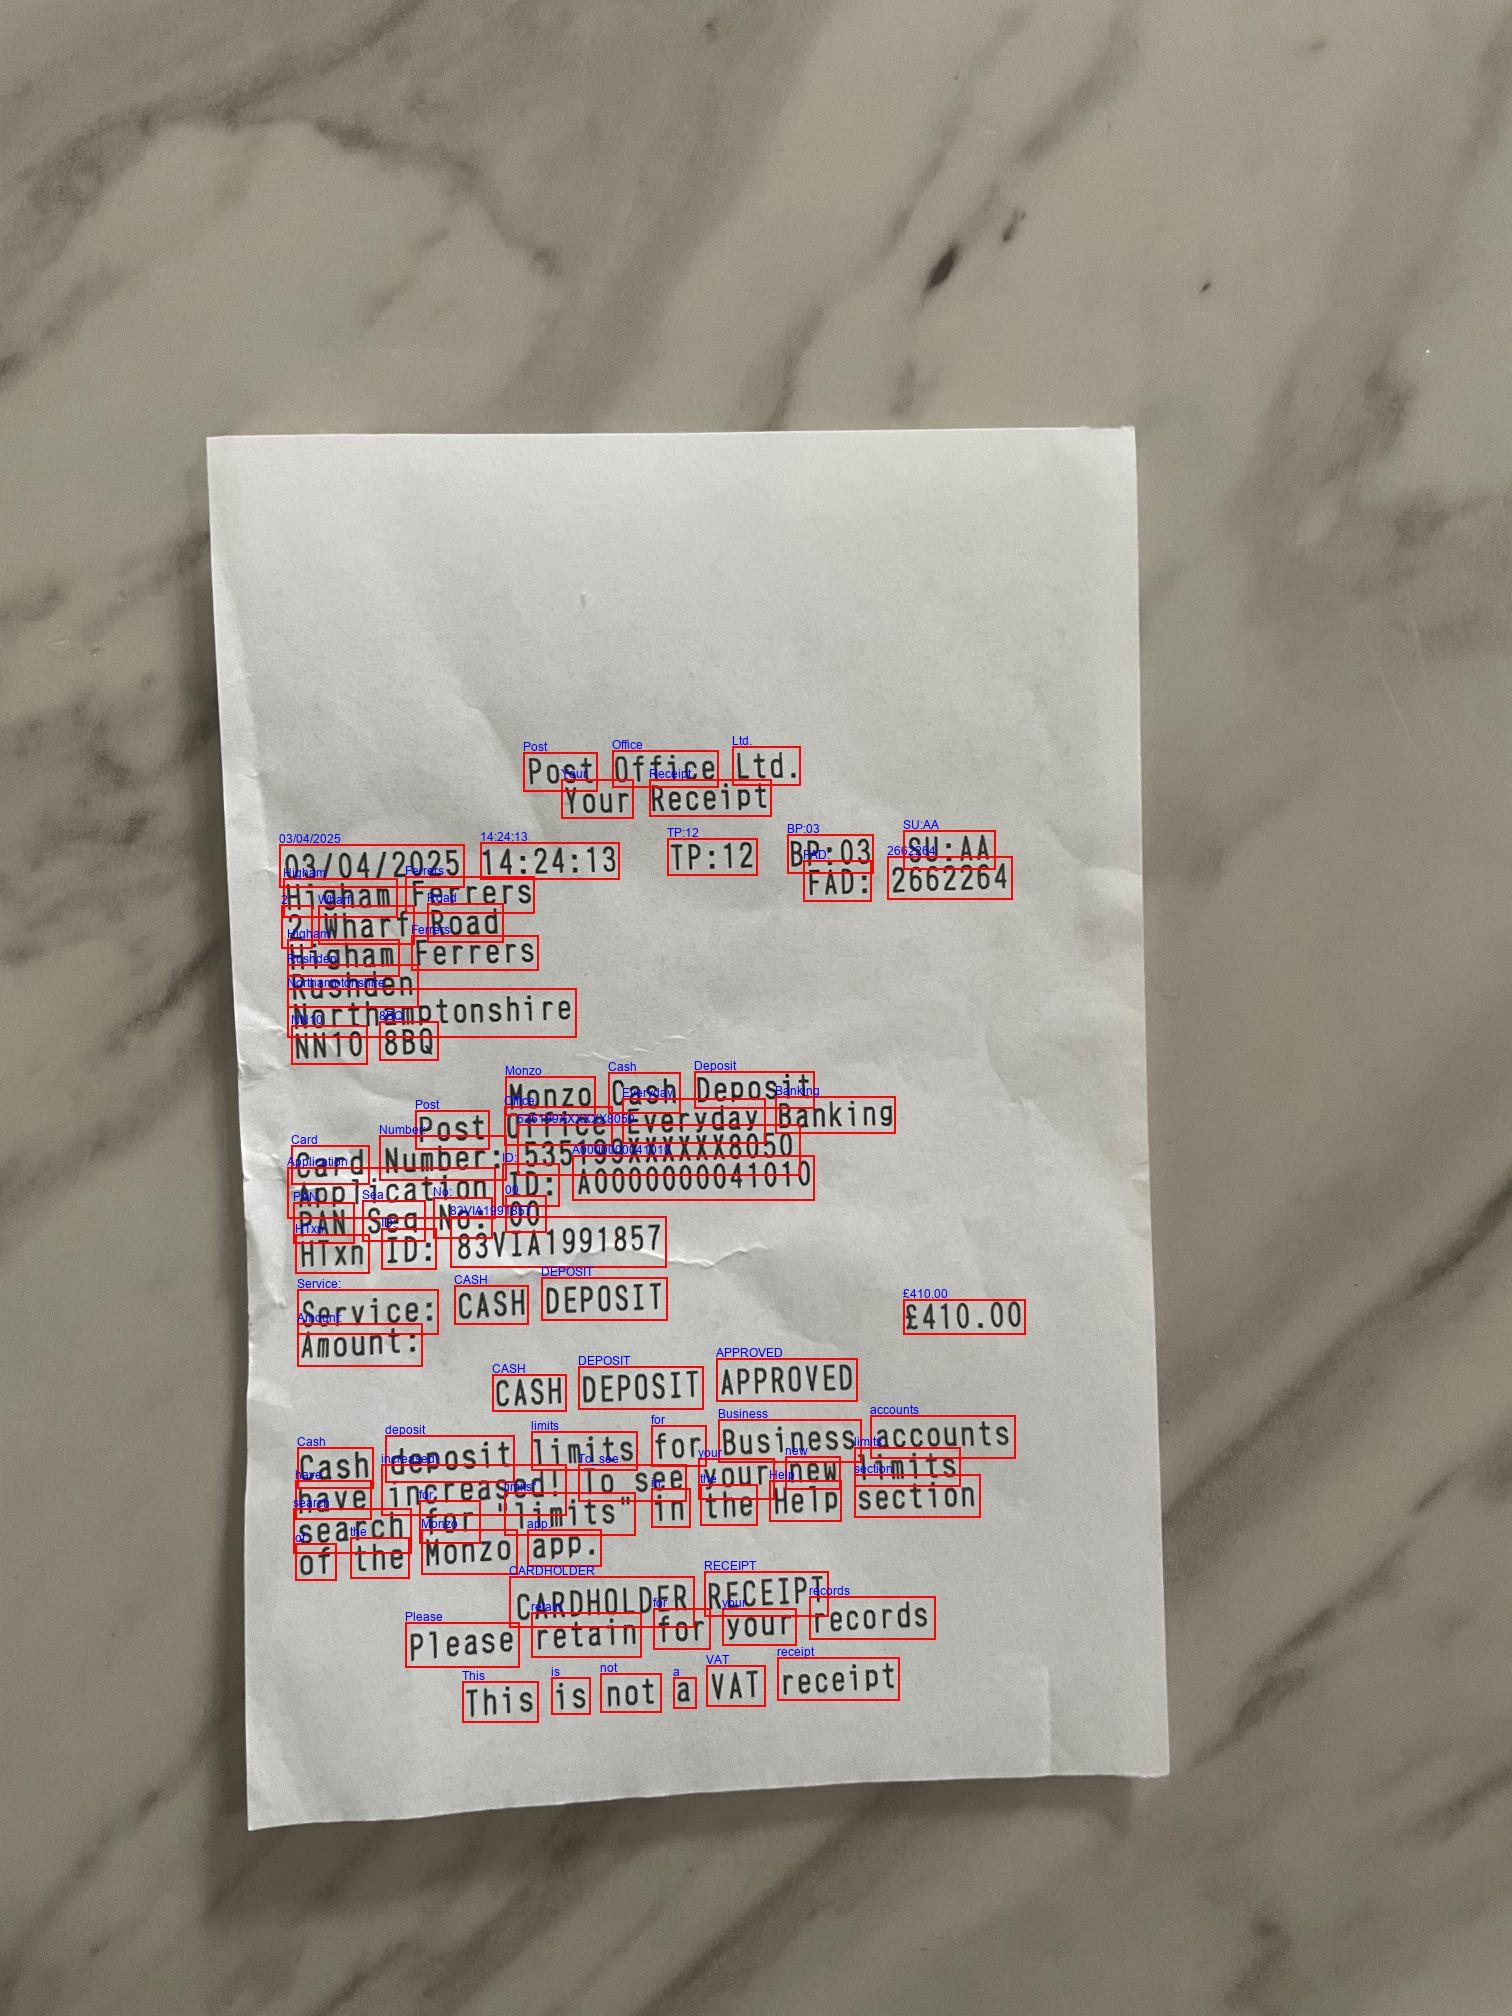 Post Office Ltd.
Your Receipt
03/04/2025 14:24:13 TP:12 BP:03 SU:AA
Higham Ferrers FAD: 2662264
2 Wharf Road
Higham Ferrers
Rushden
Northamptonshire
NN10 8BQ
Monzo Cash Deposit
Post Office Everyday Banking
Card Number: 535199XXXXXX8050
Application ID: A0000000041010
PAN Seq No: 00
HTxn ID: 83VIA1991857
Service: CASH DEPOSIT
Amount: £410.00
CASH DEPOSIT APPROVED
Cash deposit limits for Business accounts
have increased! To see your new limits
search for "limits" in the Help section
of the Monzo app.
CARDHOLDER RECEIPT
Please retain for your records
This is not a VAT receipt